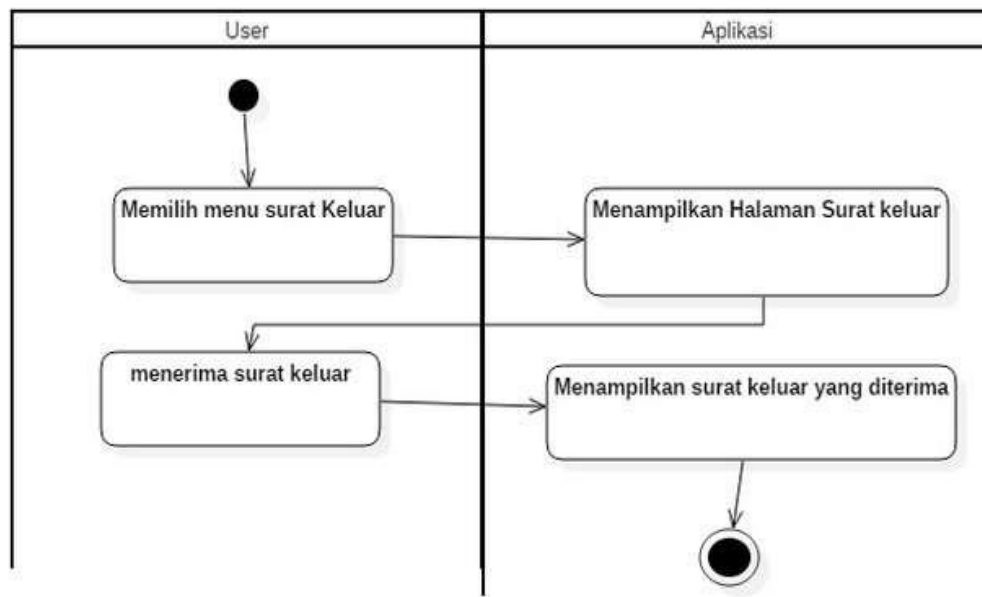 User
Aplikasi
Memilih menu surat Keluar
Menampilkan Halaman Surat keluar
menerima surat keluar
Menampilkan surat keluar yang diterima